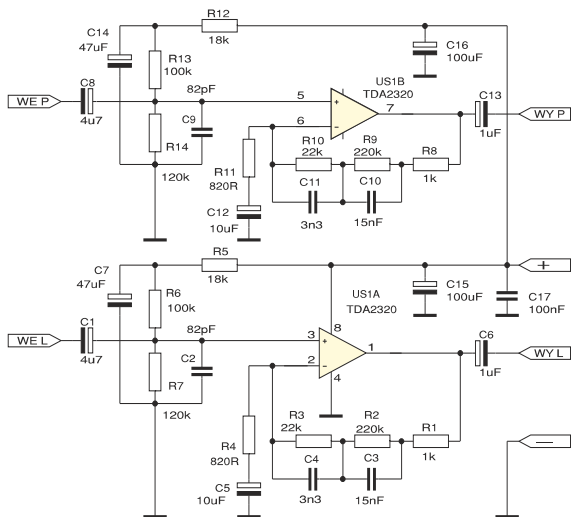 R12
18k
C14
47uF
R13
100k
C16
100uF
C8
WE P
4u7
82pF
C9
R14
120k
US1B
TDA2320
5
+
6
−
7
C13
1uF
WY P
R11
820R
R10
22k
R9
220k
R8
1k
C11
3n3
C10
15nF
C12
10uF
R5
18k
+
C7
47uF
R6
100k
C15
100uF
C17
100nF
C1
WE L
4u7
82pF
C2
R7
120k
US1A
TDA2320
8
3
+
2
−
1
4
C6
1uF
WY L
R4
820R
R3
22k
R2
220k
R1
1k
C4
3n3
C3
15nF
C5
10uF
—